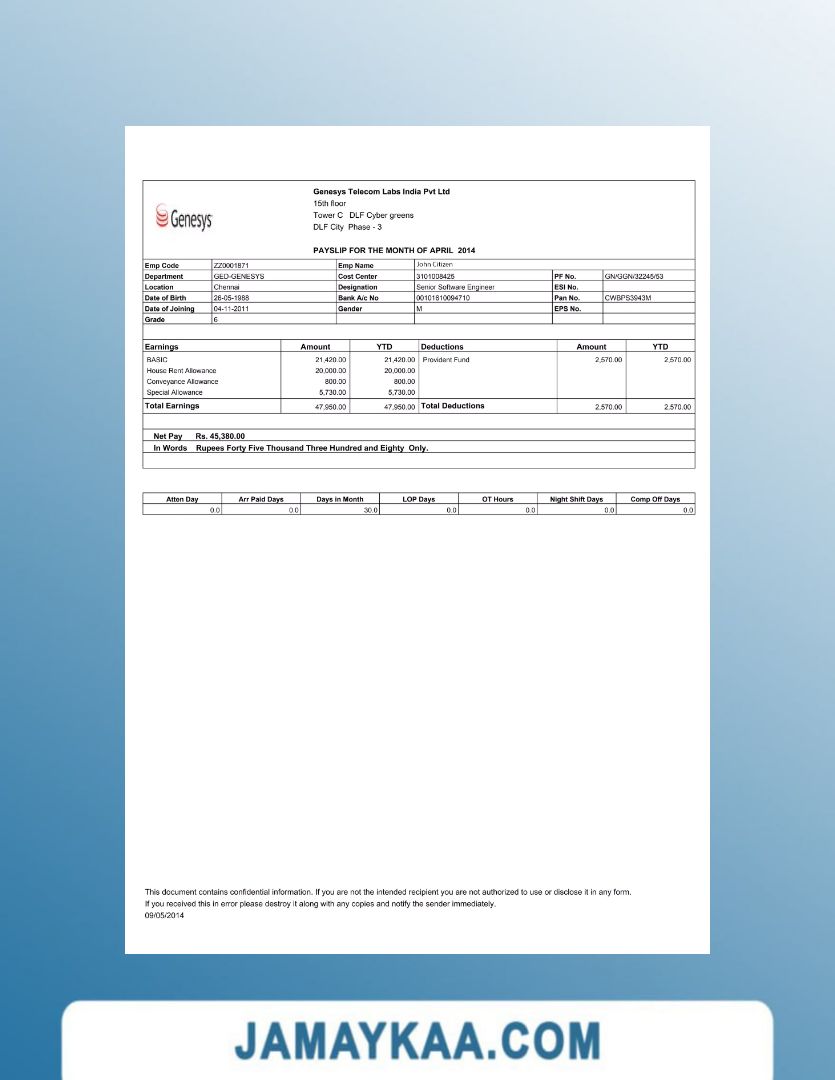 Genesys Telecom Labs India Pvt Ltd
15th floor
Genesys
Tower C DLF Cyber greens
DLF City Phase - 3
PAYSLIP FOR THE MONTH OF APRIL 2014
Emp Code ZZ0001871 Emp Name John Citizen
Department GED-GENESYS Cost Center 3101008425 PF No. GN/GGN/32245/53
Location Chennai Designation Senior Software Engineer ESI No.
Date of Birth 26-05-1988 Bank A/c No 00101610094710 Pan No. CWBPS3943M
Date of Joining 04-11-2011 Gender M EPS No.
Grade 6
Earnings Amount YTD Deductions Amount YTD
BASIC 21,420.00 21,420.00 Provident Fund 2,570.00 2,570.00
House Rent Allowance 20,000.00 20,000.00
Conveyance Allowance 800.00 800.00
Special Allowance 5,730.00 5,730.00
Total Earnings 47,950.00 47,950.00 Total Deductions 2,570.00 2,570.00
Net Pay Rs. 45,380.00
In Words Rupees Forty Five Thousand Three Hundred and Eighty Only.
Atten Day Arr Paid Days Days in Month LOP Days OT Hours Night Shift Days Comp Off Days
0.0 0.0 30.0 0.0 0.0 0.0 0.0
This document contains confidential information. If you are not the intended recipient you are not authorized to use or disclose it in any form.
If you received this in error please destroy it along with any copies and notify the sender immediately.
09/05/2014
JAMAYKAA.COM